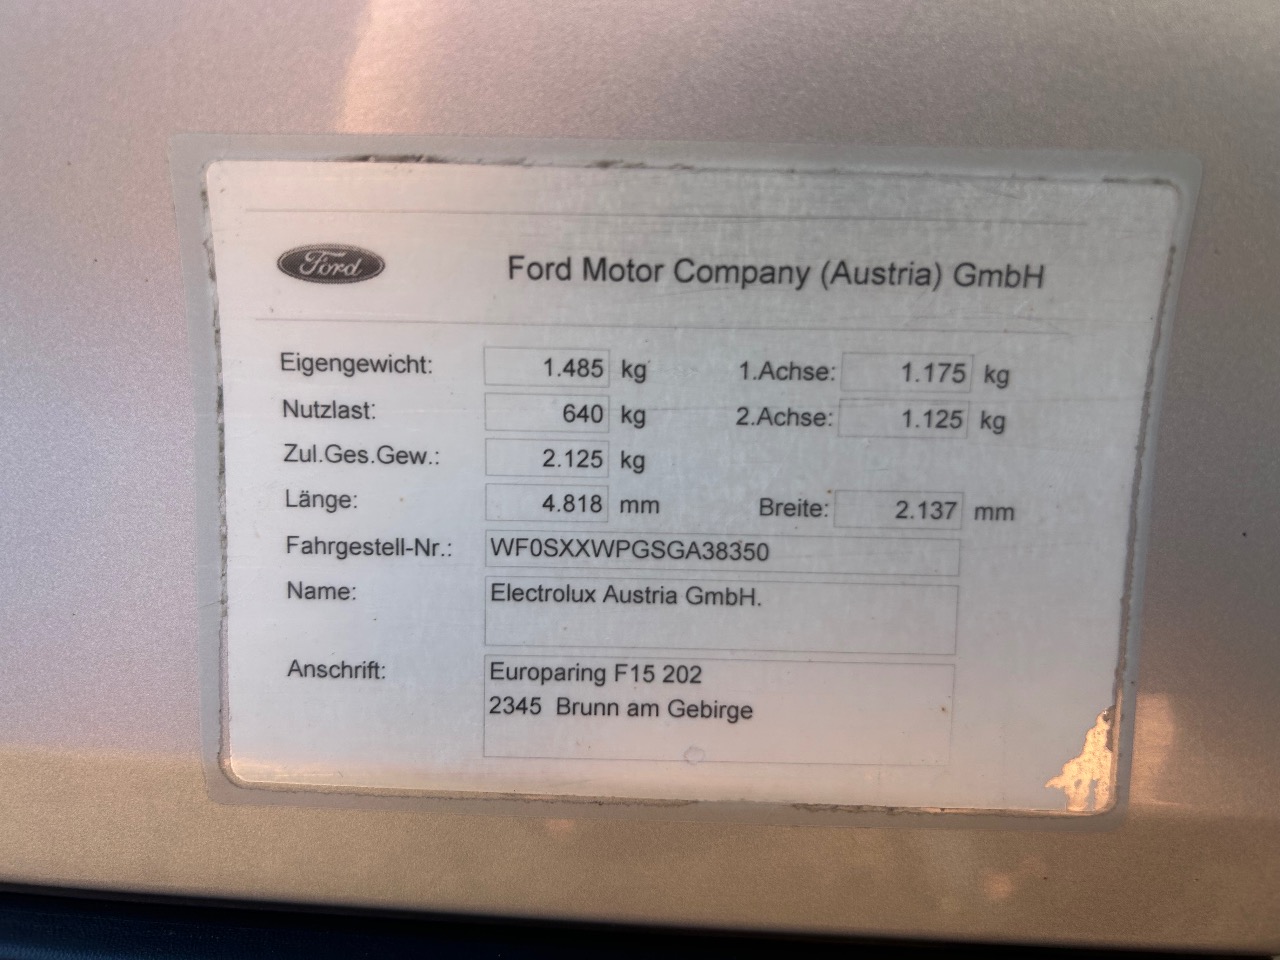 Ford
Ford Motor Company (Austria) GmbH
Eigengewicht: 1.485 kg 1.Achse: 1.175 kg
Nutzlast: 640 kg 2.Achse: 1.125 kg
Zul.Ges.Gew.: 2.125 kg
Länge: 4.818 mm Breite: 2.137 mm
Fahrgestell-Nr.: WF0SXXWPGSGA38350
Name: Electrolux Austria GmbH.
Anschrift: Europaring F15 202
2345 Brunn am Gebirge